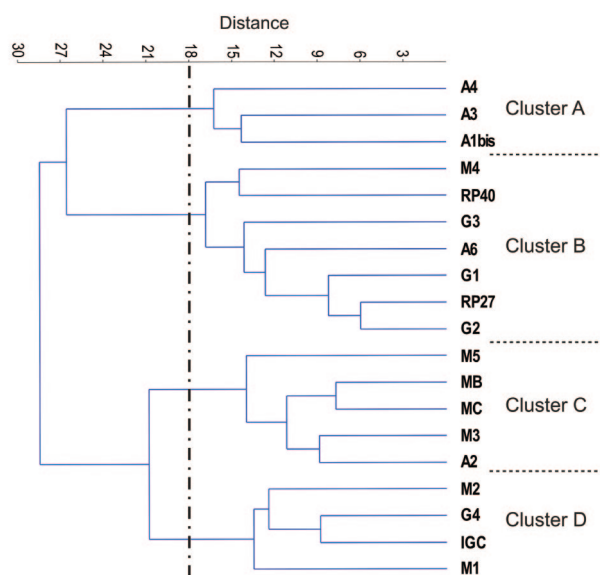 Distance
30 27 24 21 18 15 12 9 6 3
A4
A3
Cluster A
A1bis
M4
RP40
G3
Cluster B
A6
G1
RP27
G2
M5
MB
Cluster C
MC
M3
A2
M2
G4
Cluster D
IGC
M1